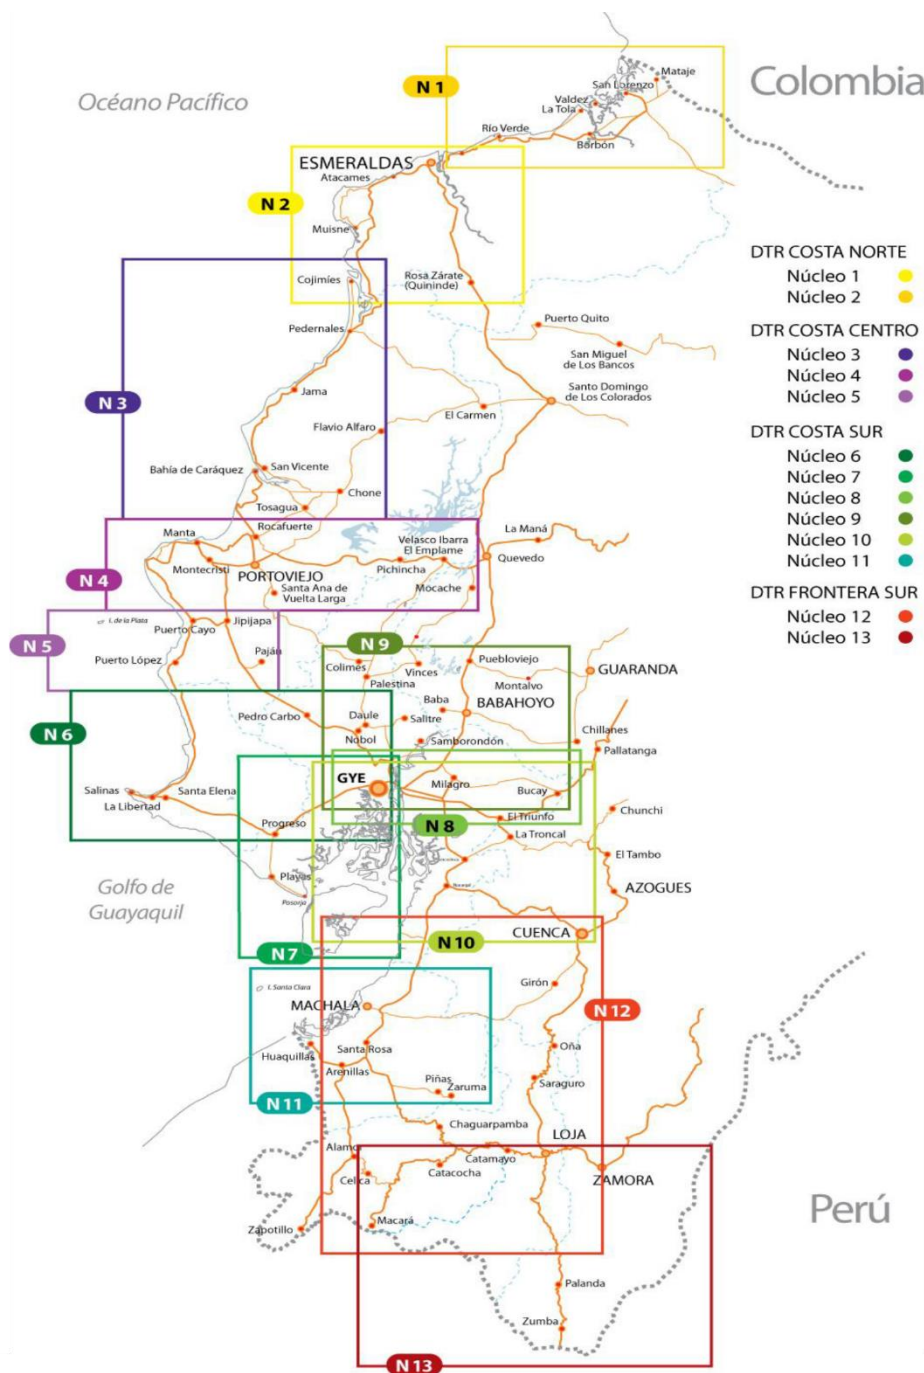 Colombia
Océano Pacífico
N 1
Mataje
San Lorenzo
Valdez
La Tola
Río Verde
Borbón
ESMERALDAS
Atacames
N 2
Muisne
Rosa Zárate
(Quininde)
Cojimíes
Pedernales
Puerto Quito
San Miguel
de Los Bancos
Santo Domingo
de Los Colorados
N 3
Jama
El Carmen
Flavio Alfaro
Bahía de Caráquez
San Vicente
Chone
Tosagua
Rocafuerte
Manta
Montecristi
PORTOVIEJO
Velasco Ibarra
El Emplame
Pichincha
La Maná
Quevedo
N 4
Santa Ana de
Vuelta Larga
Mocache
I. de la Plata
Puerto Cayo
Jipijapa
N 5
Puerto López
Paján
N 9
Colimes
Vinces
Palestina
Puebloviejo
Montalvo
GUARANDA
Baba
BABAHOYO
Pedro Carbo
Daule
Salitre
Nobol
Samborondón
Chillanes
Pallatanga
N 6
GYE
Milagro
Bucay
Salinas
La Libertad
Santa Elena
Progreso
N 8
El Triunfo
La Troncal
Chunchi
El Tambo
Golfo de
Guayaquil
Playas
Posorja
Naranjal
AZOGUES
N 7
N 10
CUENCA
I. Santa Clara
MACHALA
Girón
N 12
Huaquillas
Santa Rosa
Arenillas
Oña
Piñas
Zaruma
Saraguro
N 11
Chaguarpamba
LOJA
Alamor
Catamayo
Celica
Catacocha
ZAMORA
Macará
Zapotillo
Perú
Palanda
Zumba
N 13
DTR COSTA NORTE
Núcleo 1
Núcleo 2
DTR COSTA CENTRO
Núcleo 3
Núcleo 4
Núcleo 5
DTR COSTA SUR
Núcleo 6
Núcleo 7
Núcleo 8
Núcleo 9
Núcleo 10
Núcleo 11
DTR FRONTERA SUR
Núcleo 12
Núcleo 13